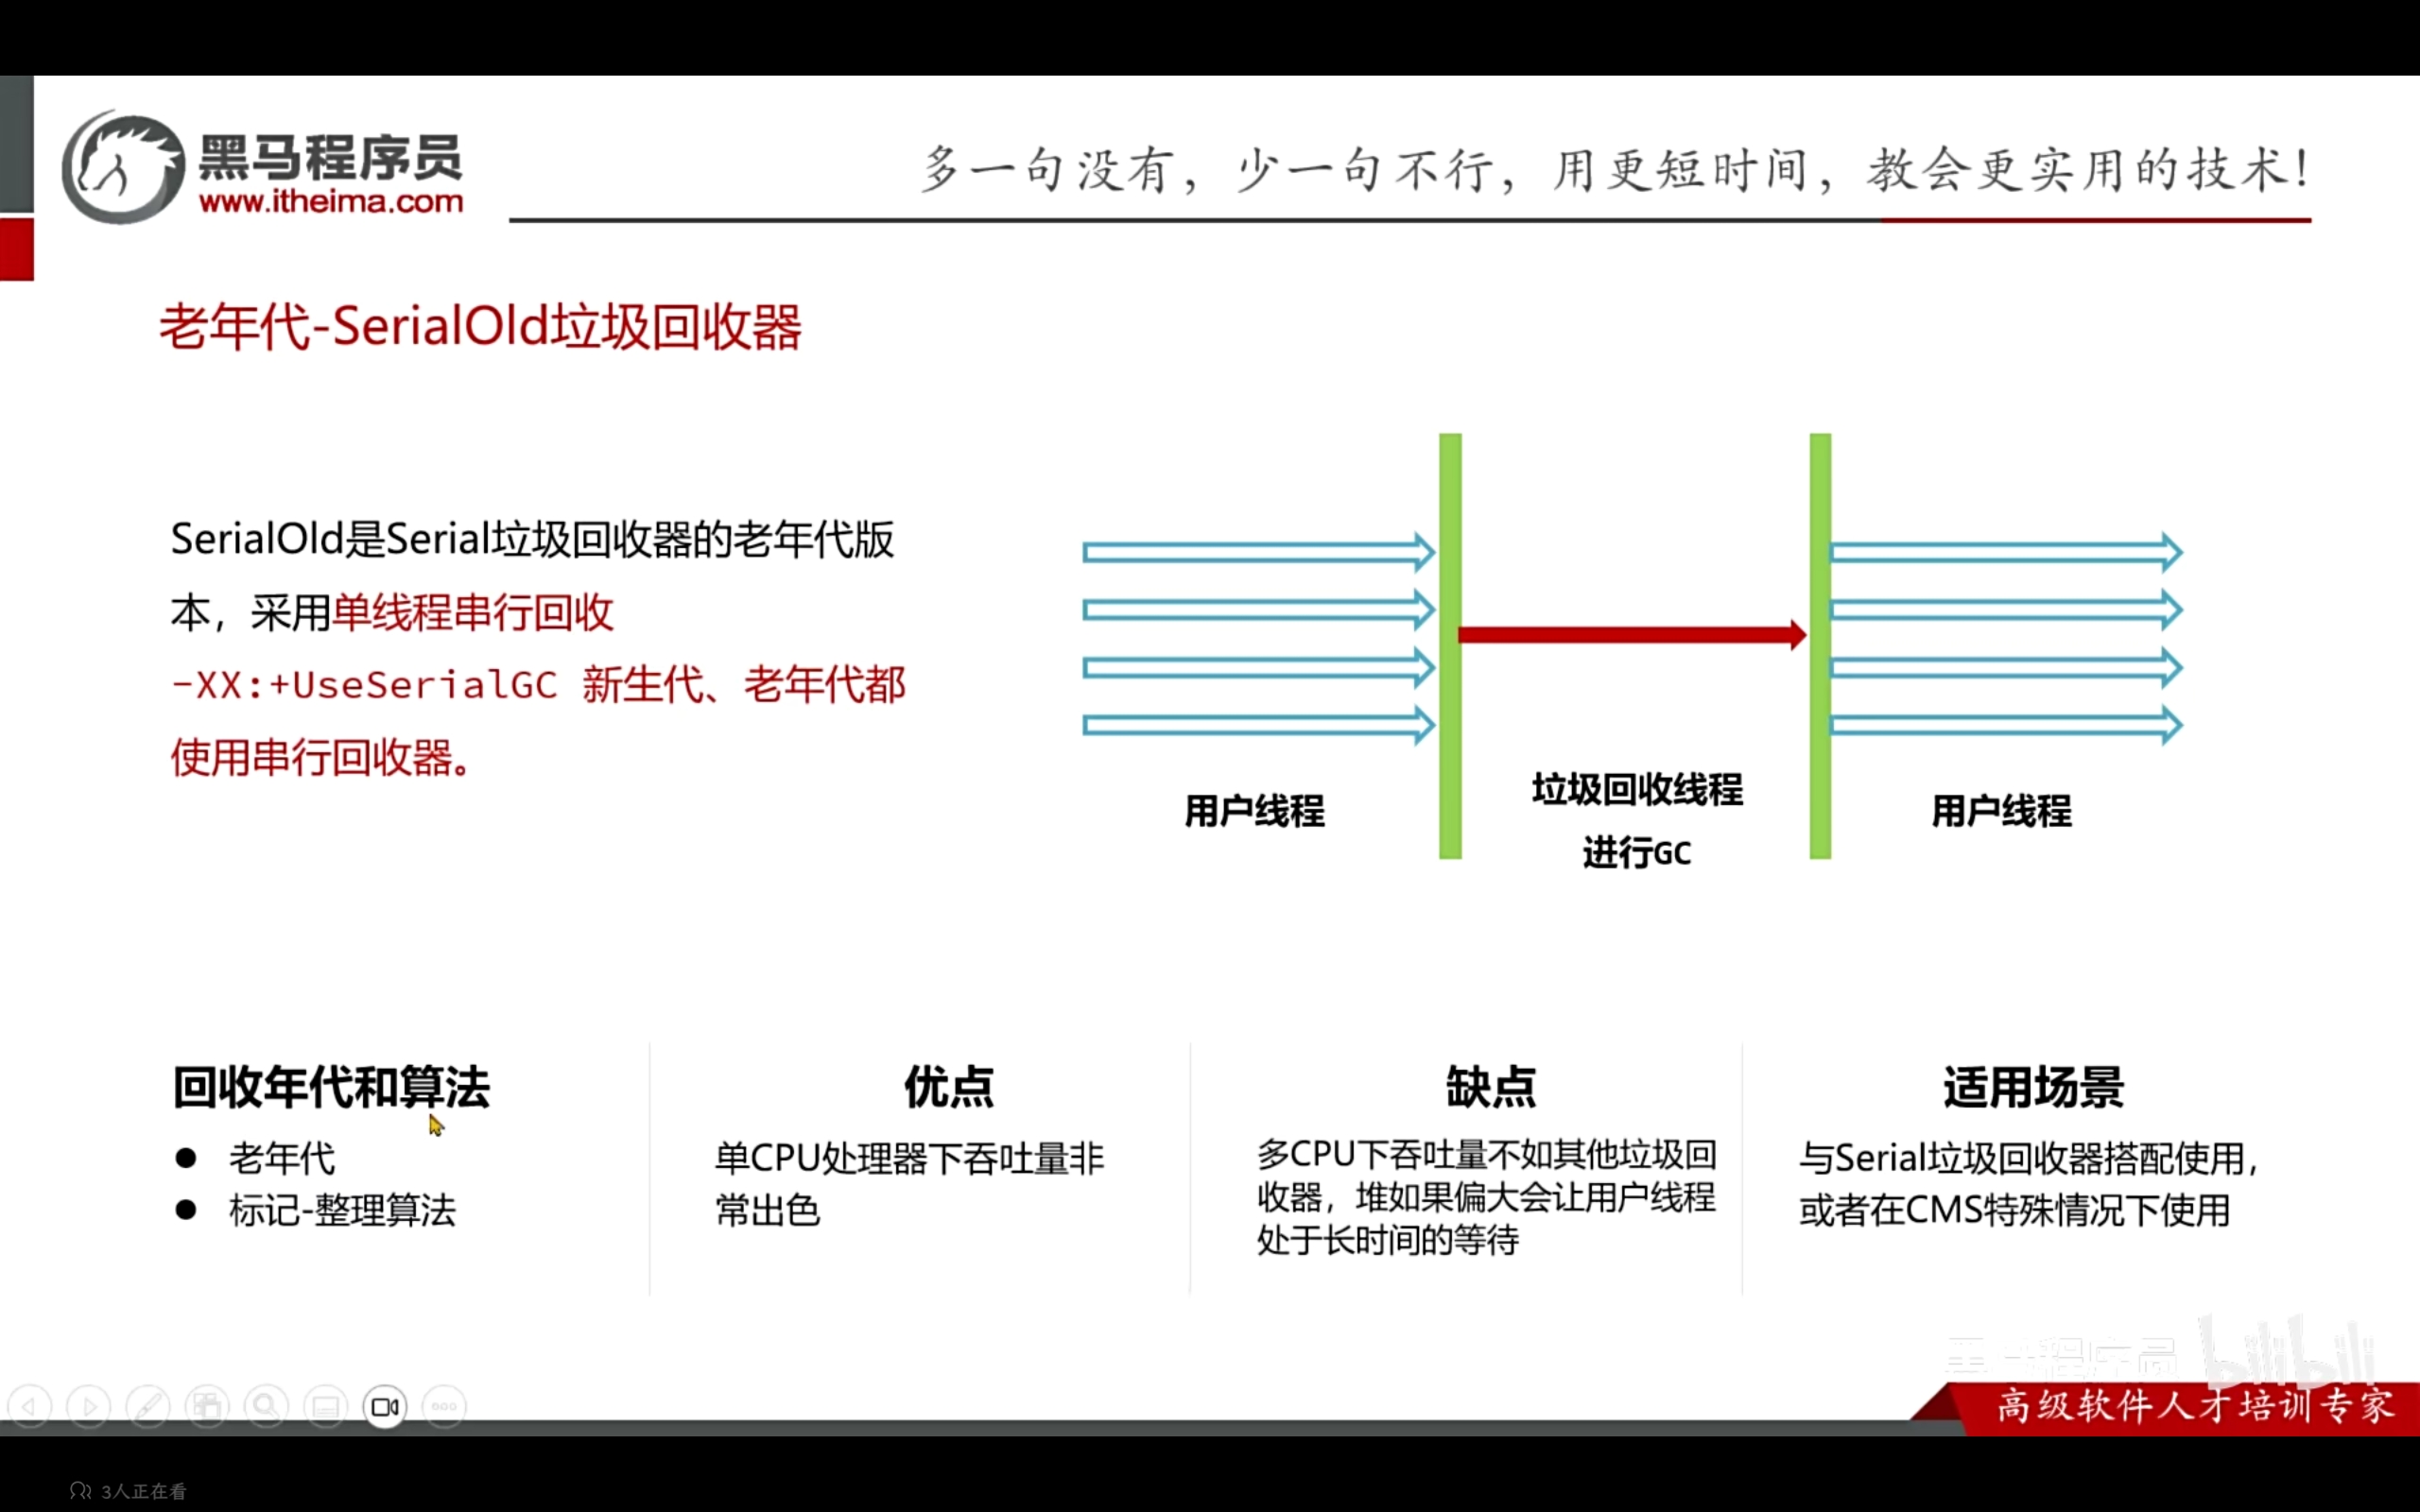 黑马程序员
www.itheima.com
多一句没有，少一句不行，用更短时间，教会更实用的技术！
老年代-SerialOld垃圾回收器
SerialOld是Serial垃圾回收器的老年代版
本，采用单线程串行回收
-XX:+UseSerialGC 新生代、老年代都
使用串行回收器。
用户线程
垃圾回收线程
进行GC
用户线程
回收年代和算法
● 老年代
● 标记-整理算法
优点
单CPU处理器下吞吐量非
常出色
缺点
多CPU下吞吐量不如其他垃圾回
收器，堆如果偏大会让用户线程
处于长时间的等待
适用场景
与Serial垃圾回收器搭配使用，
或者在CMS特殊情况下使用
黑马程序员 bilibili
高级软件人才培训专家
3人正在看